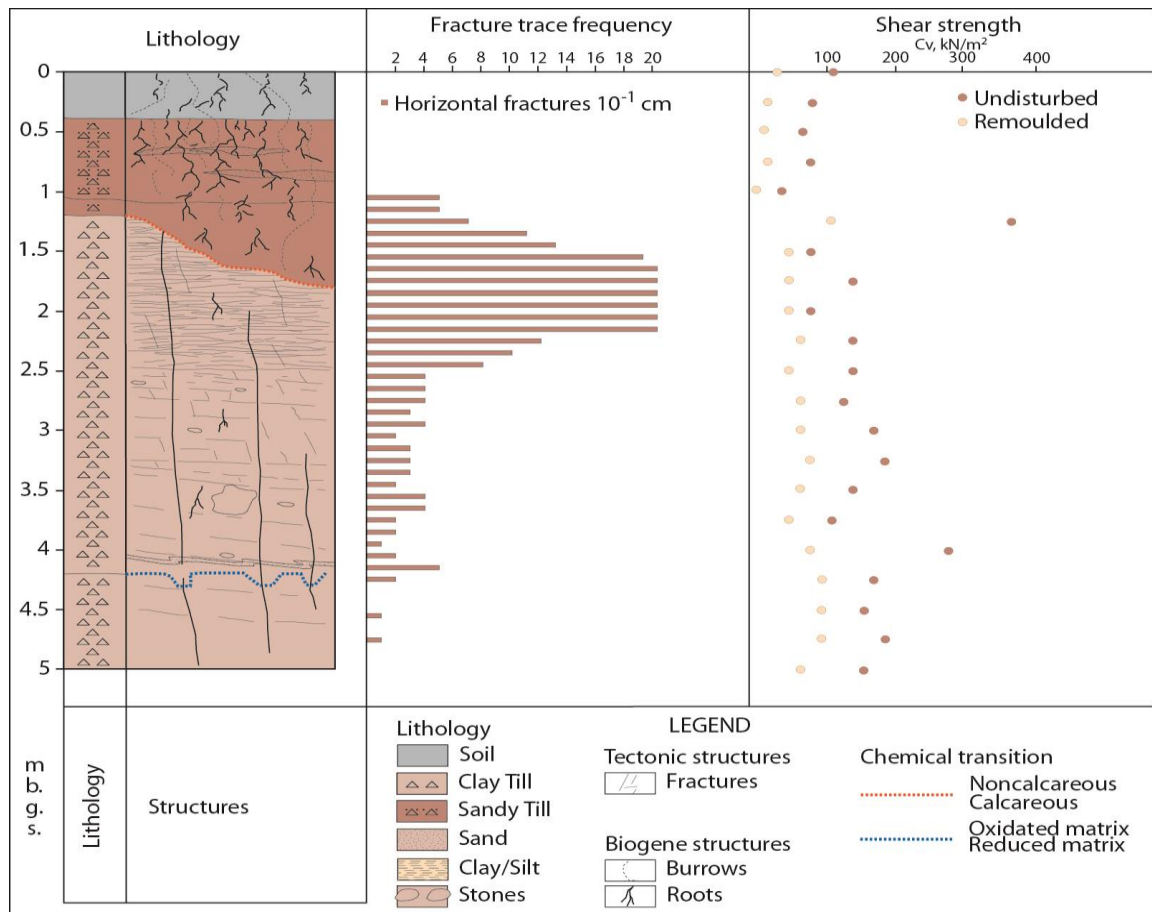 Lithology
Fracture trace frequency
2 4 6 8 10 12 14 16 18 20
Shear strength
Cv, kN/m²
100 200 300 400
Horizontal fractures 10⁻¹ cm
Undisturbed
Remoulded
0
0.5
1
1.5
2
2.5
3
3.5
4
4.5
5
m
b.
g.
s.
Lithology
Structures
LEGEND
Lithology
Soil
Clay Till
Sandy Till
Sand
Clay/Silt
Stones
Tectonic structures
Fractures
Biogene structures
Burrows
Roots
Chemical transition
Noncalcareous
Calcareous
Oxidated matrix
Reduced matrix